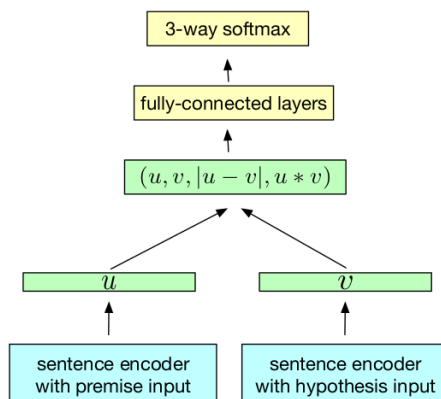 3-way softmax
fully-connected layers
(u, v, |u − v|, u ∗ v)
u
v
sentence encoder
with premise input
sentence encoder
with hypothesis input